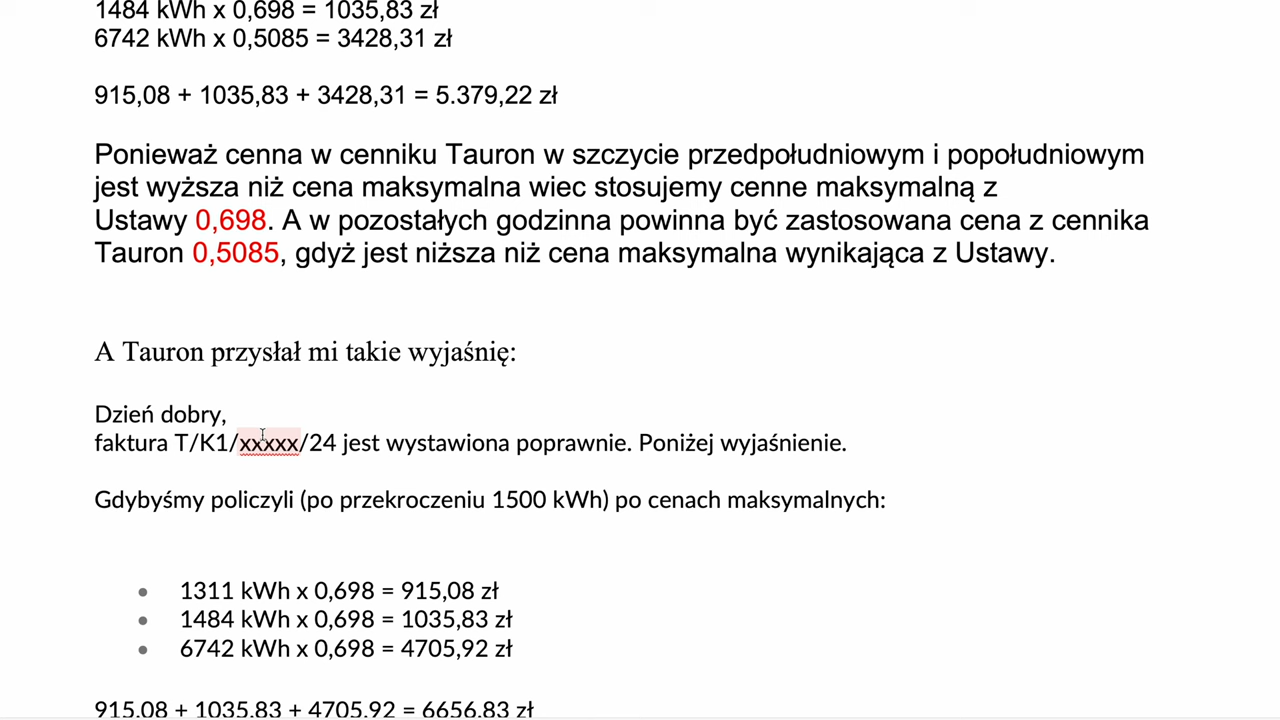 1484 kWh x 0,698 = 1035,83 zł
6742 kWh x 0,5085 = 3428,31 zł
915,08 + 1035,83 + 3428,31 = 5.379,22 zł
Ponieważ cenna w cenniku Tauron w szczycie przedpołudniowym i popołudniowym
jest wyższa niż cena maksymalna wiec stosujemy cenne maksymalną z
Ustawy 0,698. A w pozostałych godzinna powinna być zastosowana cena z cennika
Tauron 0,5085, gdyż jest niższa niż cena maksymalna wynikająca z Ustawy.
A Tauron przysłał mi takie wyjaśnię:
Dzień dobry,
faktura T/K1/xxxxx/24 jest wystawiona poprawnie. Poniżej wyjaśnienie.
Gdybyśmy policzyli (po przekroczeniu 1500 kWh) po cenach maksymalnych:
• 1311 kWh x 0,698 = 915,08 zł
• 1484 kWh x 0,698 = 1035,83 zł
• 6742 kWh x 0,698 = 4705,92 zł
915,08 + 1035,83 + 4705,92 = 6656,83 zł